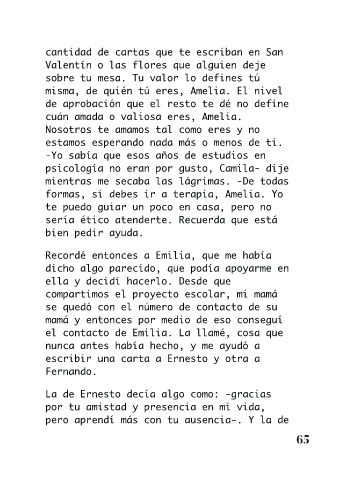 cantidad de cartas que te escriban en San
Valentín o las flores que alguien deje
sobre tu mesa. Tu valor lo defines tú
misma, de quién tú eres, Amelia. El nivel
de aprobación que el resto te dé no define
cuán amada o valiosa eres, Amelia.
Nosotros te amamos tal como eres y no
estamos esperando nada más o menos de ti.
-Yo sabía que esos años de estudios en
psicología no eran por gusto, Camila- dije
mientras me secaba las lágrimas. -De todas
formas, si debes ir a terapia, Amelia. Yo
te puedo guiar un poco en casa, pero no
sería ético atenderte. Recuerda que está
bien pedir ayuda.
Recordé entonces a Emilia, que me había
dicho algo parecido, que podía apoyarme en
ella y decidí hacerlo. Desde que
compartimos el proyecto escolar, mi mamá
se quedó con el número de contacto de su
mamá y entonces por medio de eso conseguí
el contacto de Emilia. La llamé, cosa que
nunca antes había hecho, y me ayudó a
escribir una carta a Ernesto y otra a
Fernando.
La de Ernesto decía algo como: -gracias
por tu amistad y presencia en mi vida,
pero aprendí más con tu ausencia-. Y la de
65